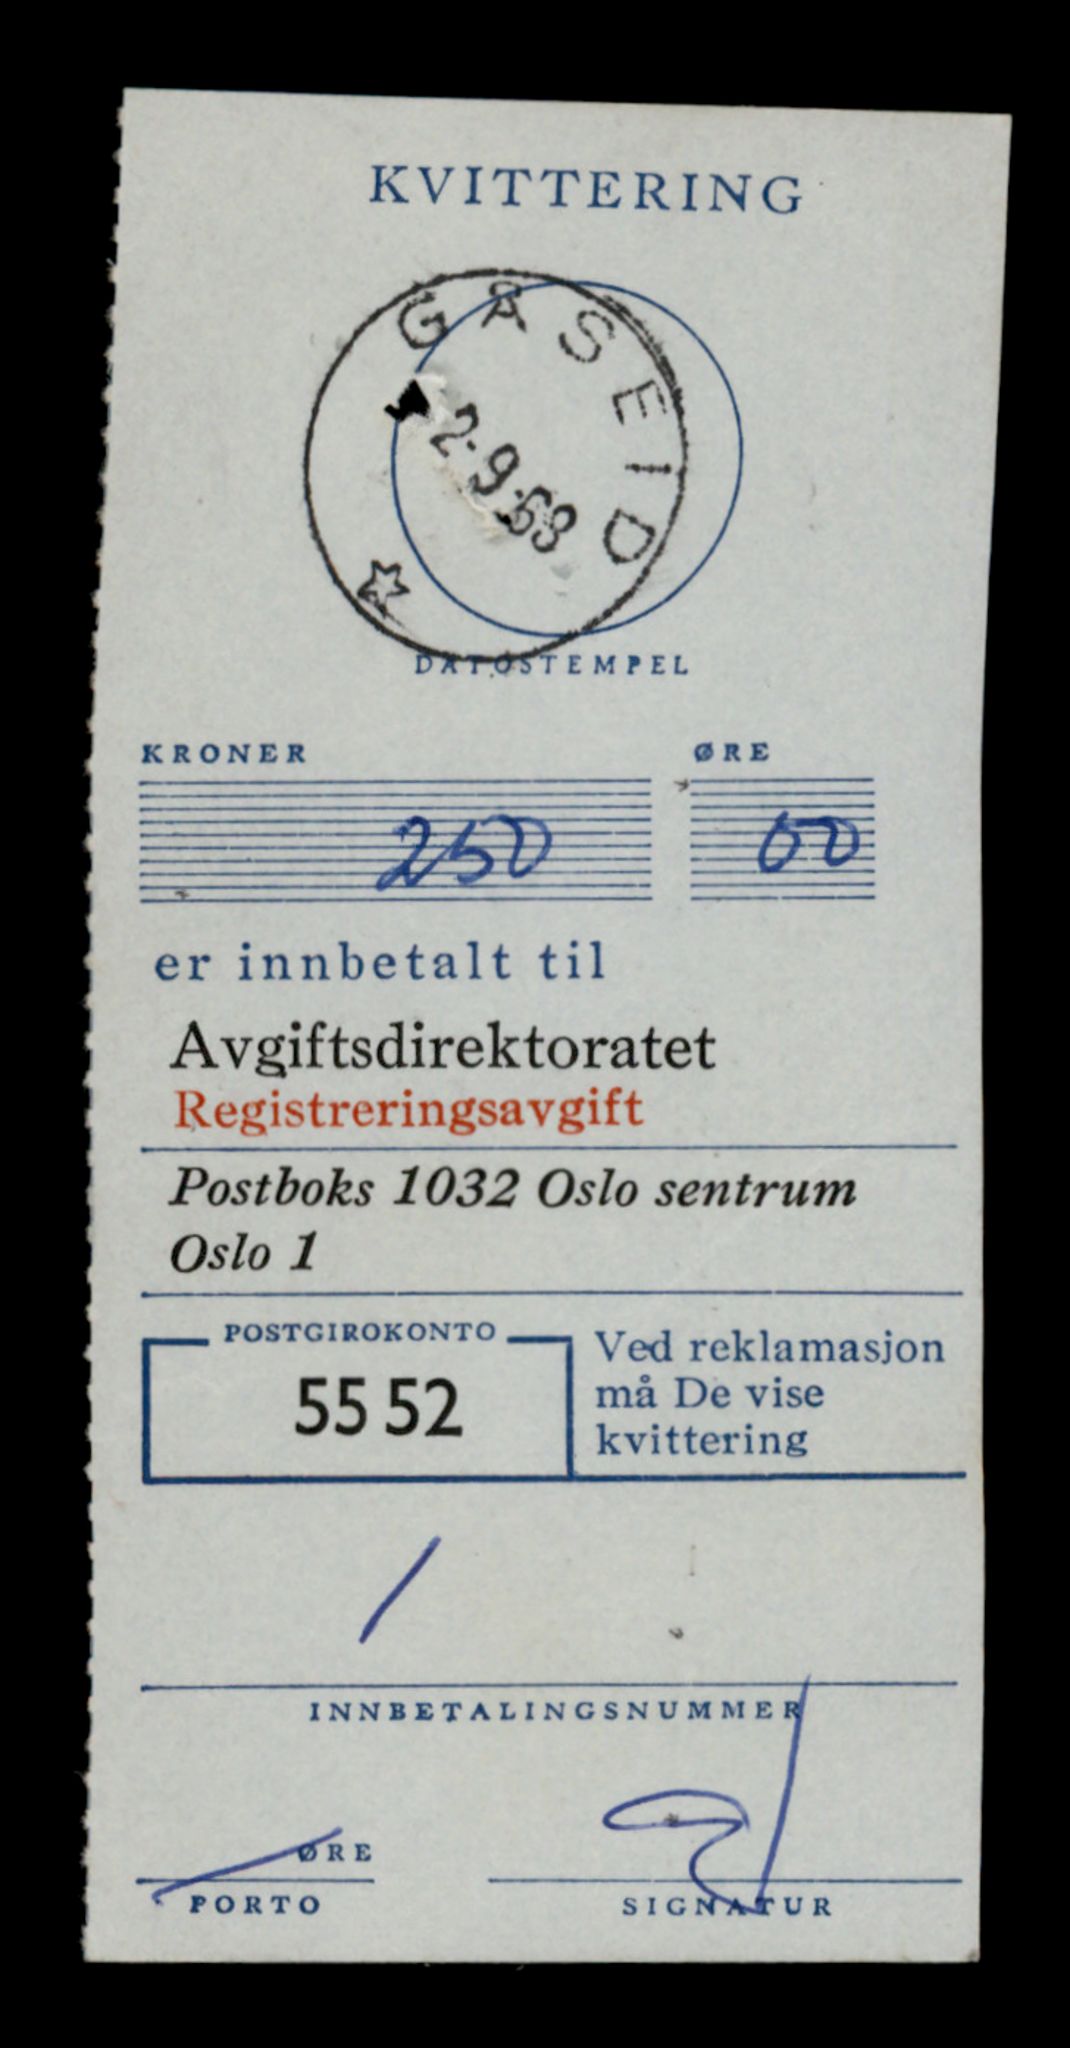 KVITTERING
GÅSEID
2-9-68
DATOSTEMPEL
KRONER ØRE
250 00
er innbetalt til
Avgiftsdirektoratet
Registreringsavgift
Postboks 1032 Oslo sentrum
Oslo 1
POSTGIROKONTO
55 52
Ved reklamasjon
må De vise
kvittering
INNBETALINGSNUMMER
ØRE
PORTO
SIGNATUR